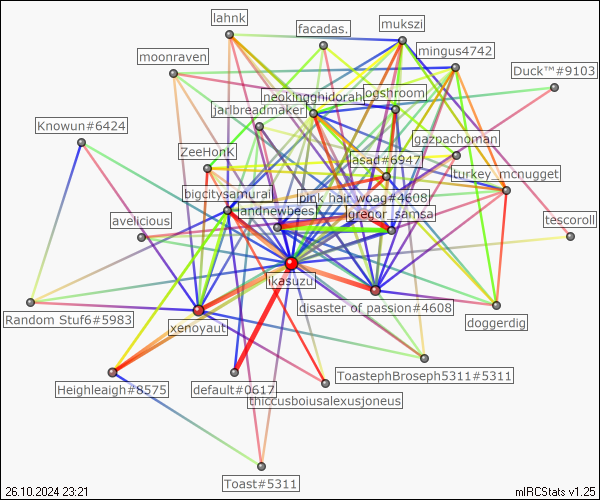 lahnk
facadas.
mukszi
moonraven
mingus4742
Duck™#9103
neokingghidorah
ogshroom
jarlbreadmaker
Knowun#6424
gazpachoman
ZeeHonK
asad#6947
turkey_mcnugget
bigcitysamurai
pink hair woag#4608
jandnewbees
gregor_samsa
avelicious
tescoroll
ikasuzu
disaster of passion#4608
Random Stuf6#5983
xenoyaut
doggerdig
ToastephBroseph5311#5311
Heighleaigh#8575
default#0617
thiccusboiusalexusjoneus
Toast#5311
26.10.2024 23:21
mIRCStats v1.25